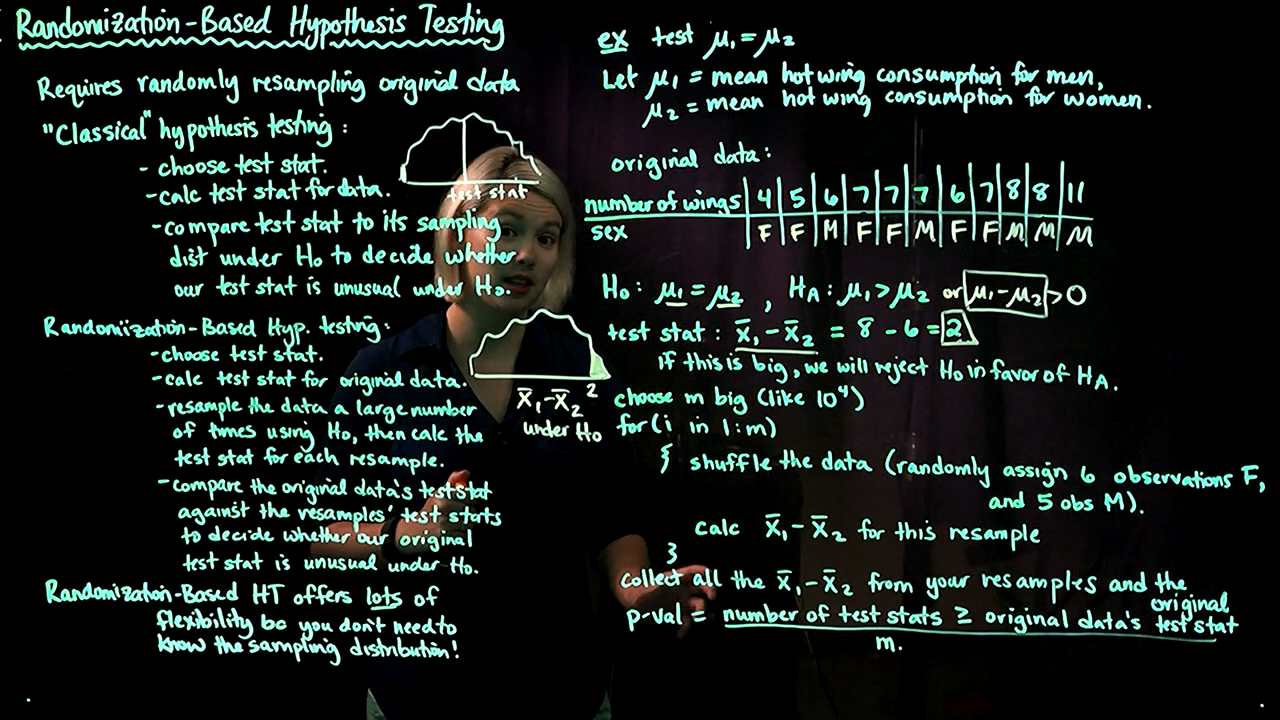 Randomization-Based Hypothesis Testing
Requires randomly resampling original data
"Classical" hypothesis testing:
- choose test stat.
- calc test stat for data.
- compare test stat to its sampling
dist under Ho to decide whether
our test stat is unusual under Ho.
test stat
Randomiization-Based Hyp. testing:
- choose test stat.
- calc test stat for original data.
- resample the data a large number
of times using Ho, then calc the
test stat for each resample.
- compare the original data's test stat
against the resamples' test starts
to decide whether our original
test stat is unusual under Ho.
x̄₁-x̄₂ 2
under Ho
Randomization-Based HT offers lots of
flexibility bc you don't need to
know the sampling distribution!
ex test μ₁=μ₂
Let μ₁ = mean hot wing consumption for men,
μ₂ = mean hot wing consumption for women.
original data:
number of wings | 4 | 5 | 6 | 7 | 7 | 7 | 6 | 7 | 8 | 8 | 11
sex | F | F | M | F | F | M | F | F | M | M | M
Ho: μ₁=μ₂, HA: μ₁>μ₂ or μ₁-μ₂>0
test stat: x̄₁-x̄₂ = 8-6=2
If this is big, we will reject Ho in favor of HA.
choose m big (like 10⁴)
for(i in 1:m)
{ shuffle the data (randomly assign 6 observations F,
and 5 obs M).
calc x̄₁-x̄₂ for this resample
}
collect all the x̄₁-x̄₂ from your resamples and the
original
p-val = number of test stats ≥ original data's test stat
m.